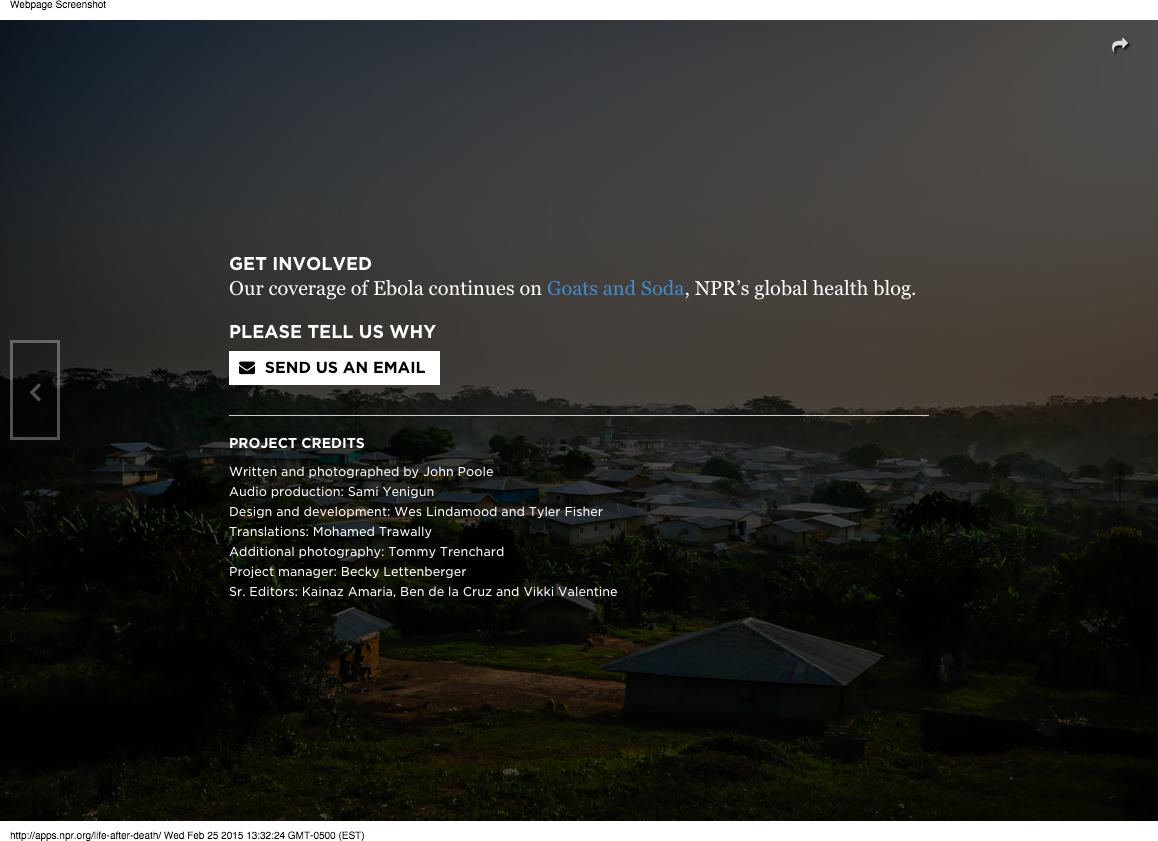 Webpage Screenshot
GET INVOLVED
Our coverage of Ebola continues on Goats and Soda, NPR’s global health blog.
PLEASE TELL US WHY
SEND US AN EMAIL
PROJECT CREDITS
Written and photographed by John Poole
Audio production: Sami Yenigun
Design and development: Wes Lindamood and Tyler Fisher
Translations: Mohamed Trawally
Additional photography: Tommy Trenchard
Project manager: Becky Lettenberger
Sr. Editors: Kainaz Amaria, Ben de la Cruz and Vikki Valentine
http://apps.npr.org/life-after-death/ Wed Feb 25 2015 13:32:24 GMT-0500 (EST)